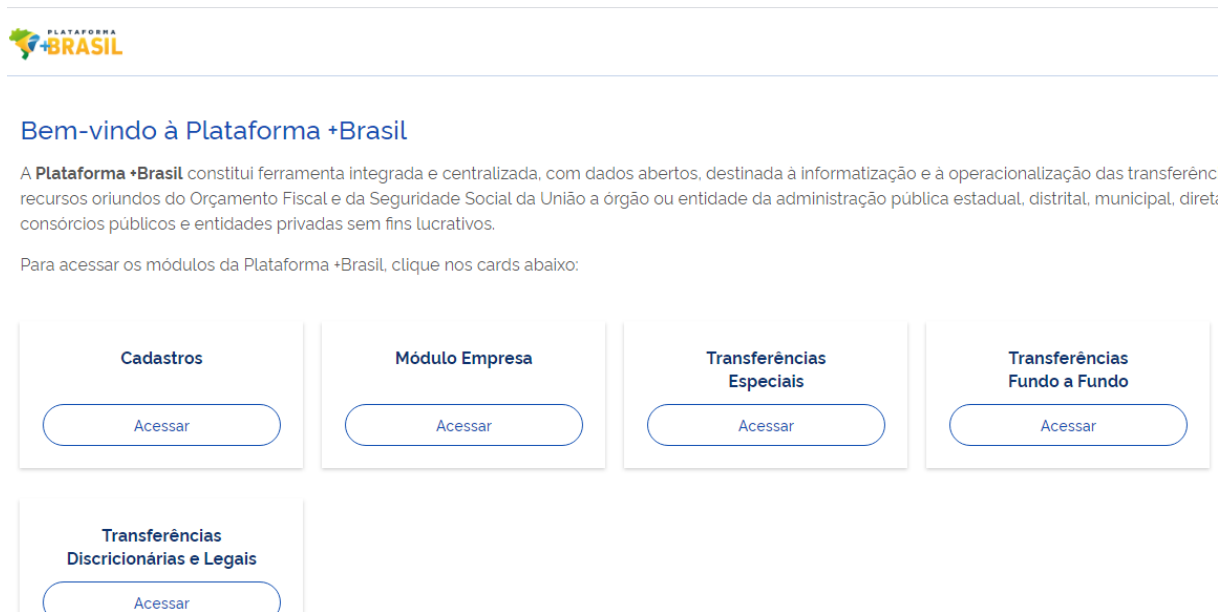 PLATAFORMA
+BRASIL
Bem-vindo à Plataforma +Brasil
A Plataforma +Brasil constitui ferramenta integrada e centralizada, com dados abertos, destinada à informatização e à operacionalização das
recursos oriundos do Orçamento Fiscal e da Seguridade Social da União a órgão ou entidade da administração pública estadual, distrital, municipal,
consórcios públicos e entidades privadas sem fins lucrativos.
Para acessar os módulos da Plataforma +Brasil, clique nos cards abaixo:
Cadastros
Acessar
Módulo Empresa
Acessar
Transferências
Especiais
Acessar
Transferências
Fundo a Fundo
Acessar
Transferências
Discricionárias e Legais
Acessar